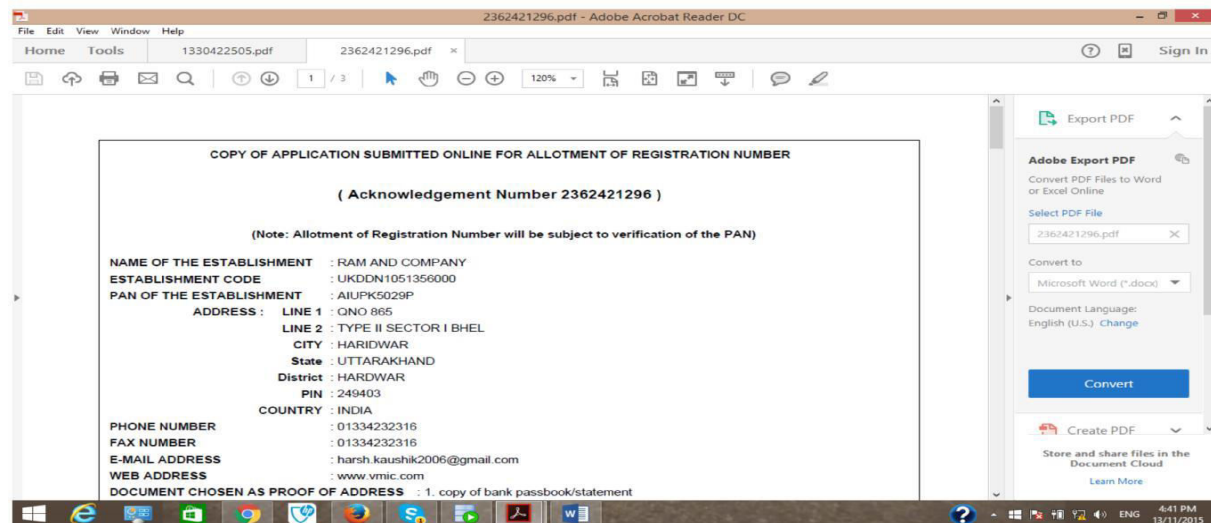 2362421296.pdf - Adobe Acrobat Reader DC
File Edit View Window Help
Home Tools 1330422505.pdf 2362421296.pdf × Sign In
1 / 3 120%
COPY OF APPLICATION SUBMITTED ONLINE FOR ALLOTMENT OF REGISTRATION NUMBER
( Acknowledgement Number 2362421296 )
(Note: Allotment of Registration Number will be subject to verification of the PAN)
NAME OF THE ESTABLISHMENT : RAM AND COMPANY
ESTABLISHMENT CODE : UKDDN1051356000
PAN OF THE ESTABLISHMENT : AIUPK5029P
ADDRESS : LINE 1 : QNO 865
LINE 2 : TYPE II SECTOR I BHEL
CITY : HARIDWAR
State : UTTARAKHAND
District : HARDWAR
PIN : 249403
COUNTRY : INDIA
PHONE NUMBER : 01334232316
FAX NUMBER : 01334232316
E-MAIL ADDRESS : harsh.kaushik2006@gmail.com
WEB ADDRESS : www.vmic.com
DOCUMENT CHOSEN AS PROOF OF ADDRESS : 1. copy of bank passbook/statement
Export PDF
Adobe Export PDF
Convert PDF Files to Word
or Excel Online
Select PDF File
2362421296.pdf
Convert to
Microsoft Word (*.docx)
Document Language:
English (U.S.) Change
Convert
Create PDF
Store and share files in the
Document Cloud
Learn More
ENG 4:41 PM
13/11/2015